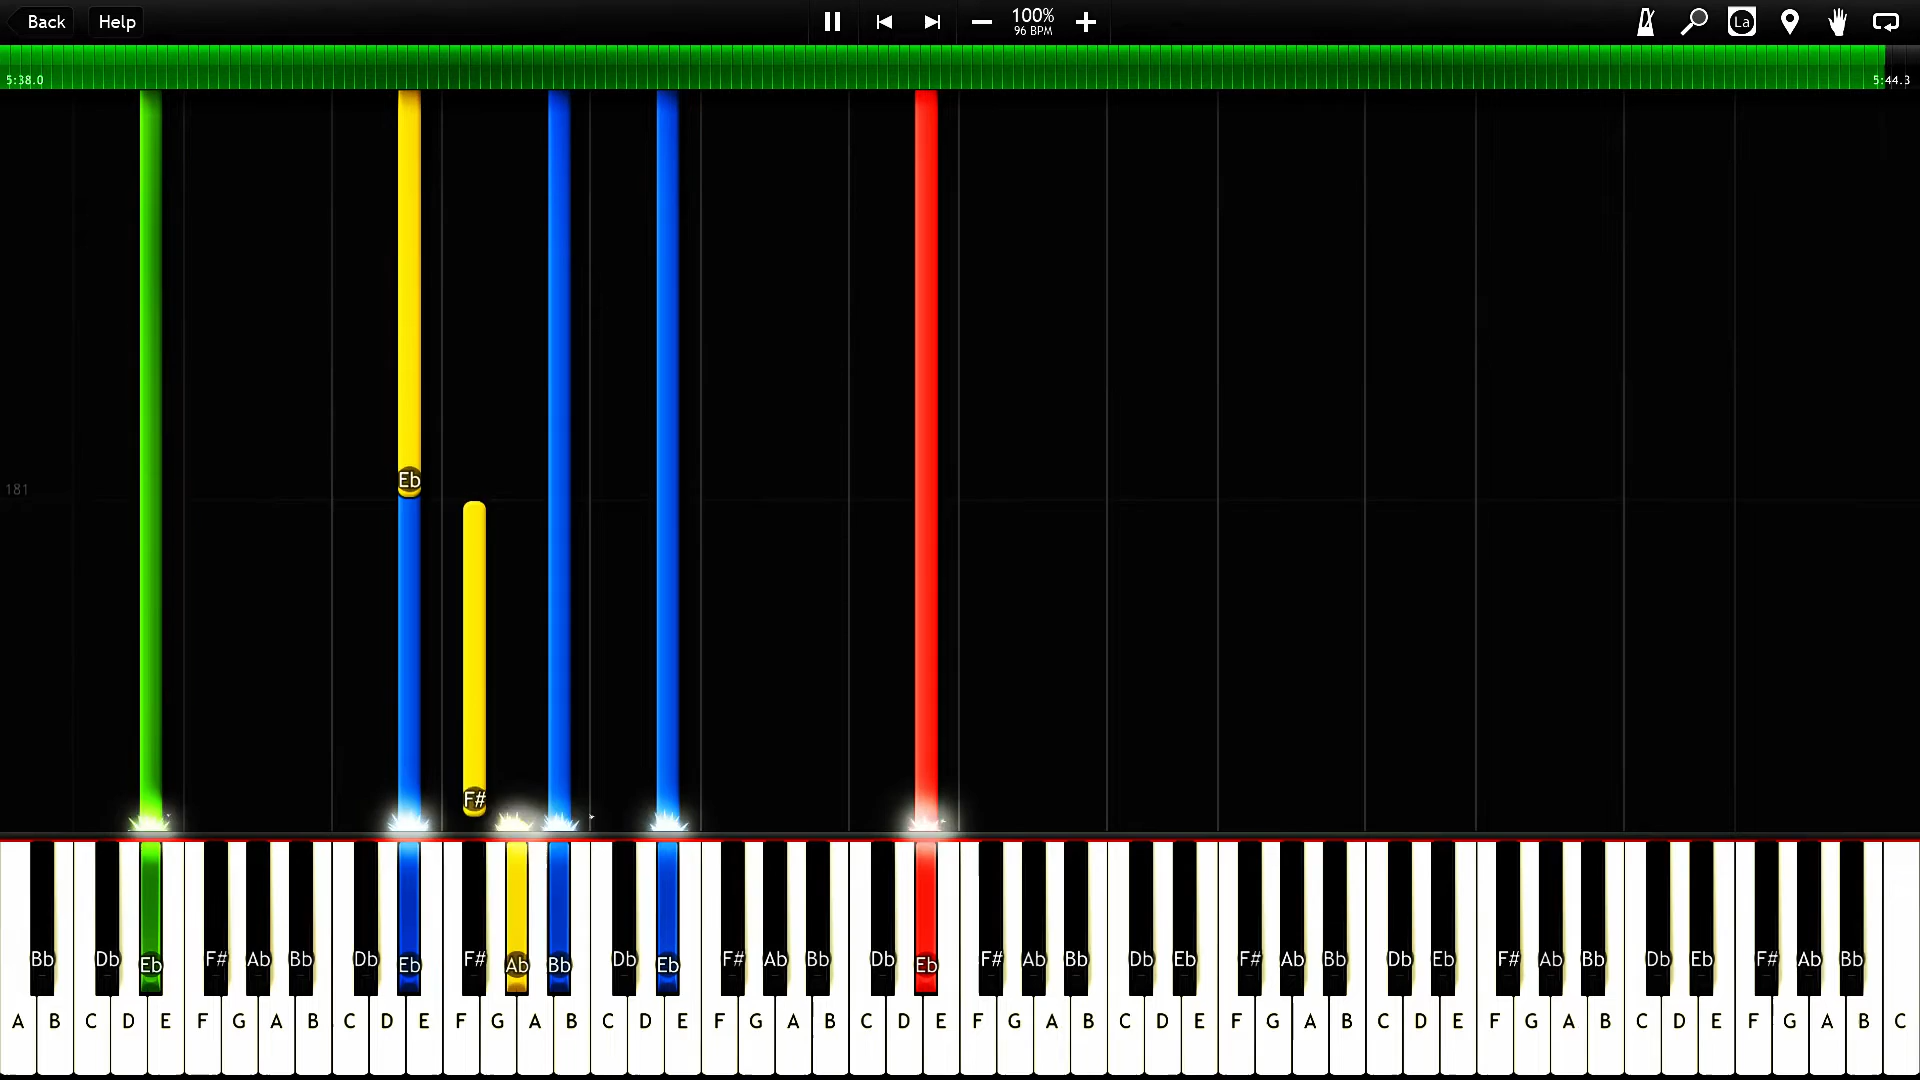 Back Help 100%
96 BPM La
5:38.0 5:44.3
Eb
181
F#
Bb Db Eb F# Ab Bb Db Eb F# Ab Bb Db Eb F# Ab Bb Db Eb F# Ab Bb Db Eb F# Ab Bb Db Eb F# Ab Bb Db Eb F# Ab Bb
A B C D E F G A B C D E F G A B C D E F G A B C D E F G A B C D E F G A B C D E F G A B C D E F G A B C